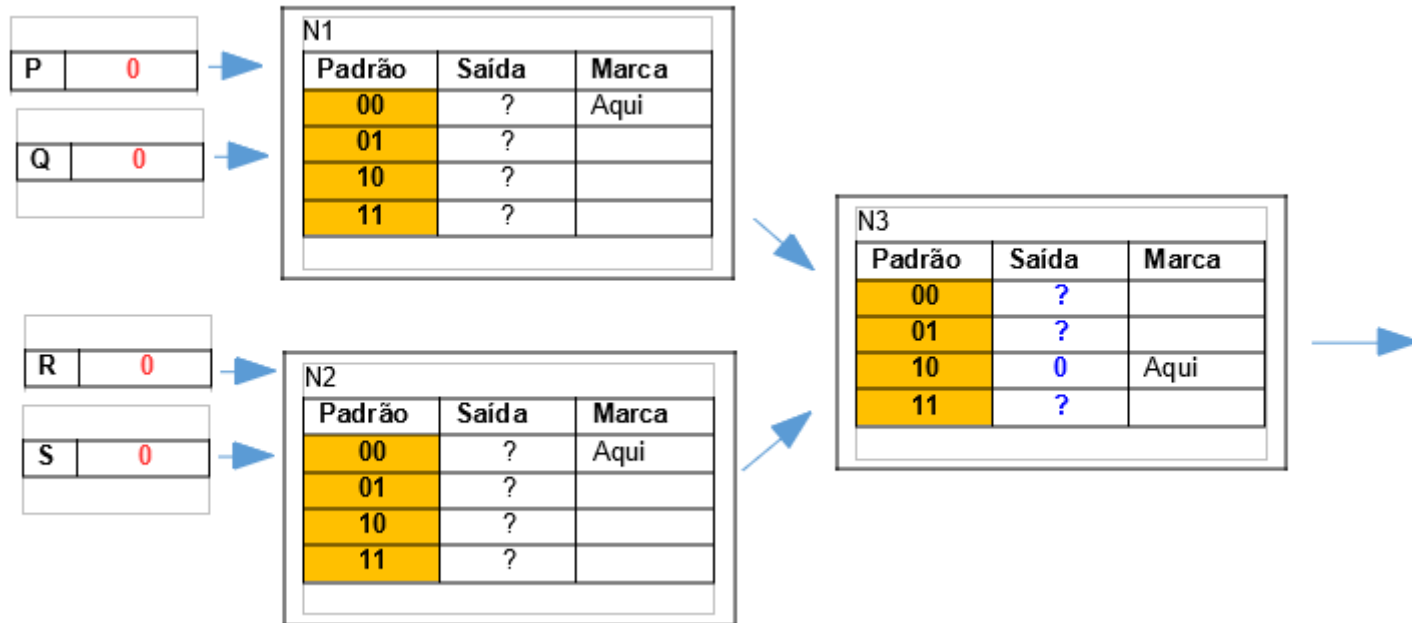 P 0
Q 0
N1
Padrão Saída Marca
00 ? Aqui
01 ?
10 ?
11 ?
R 0
S 0
N2
Padrão Saída Marca
00 ? Aqui
01 ?
10 ?
11 ?
N3
Padrão Saída Marca
00 ?
01 ?
10 0 Aqui
11 ?